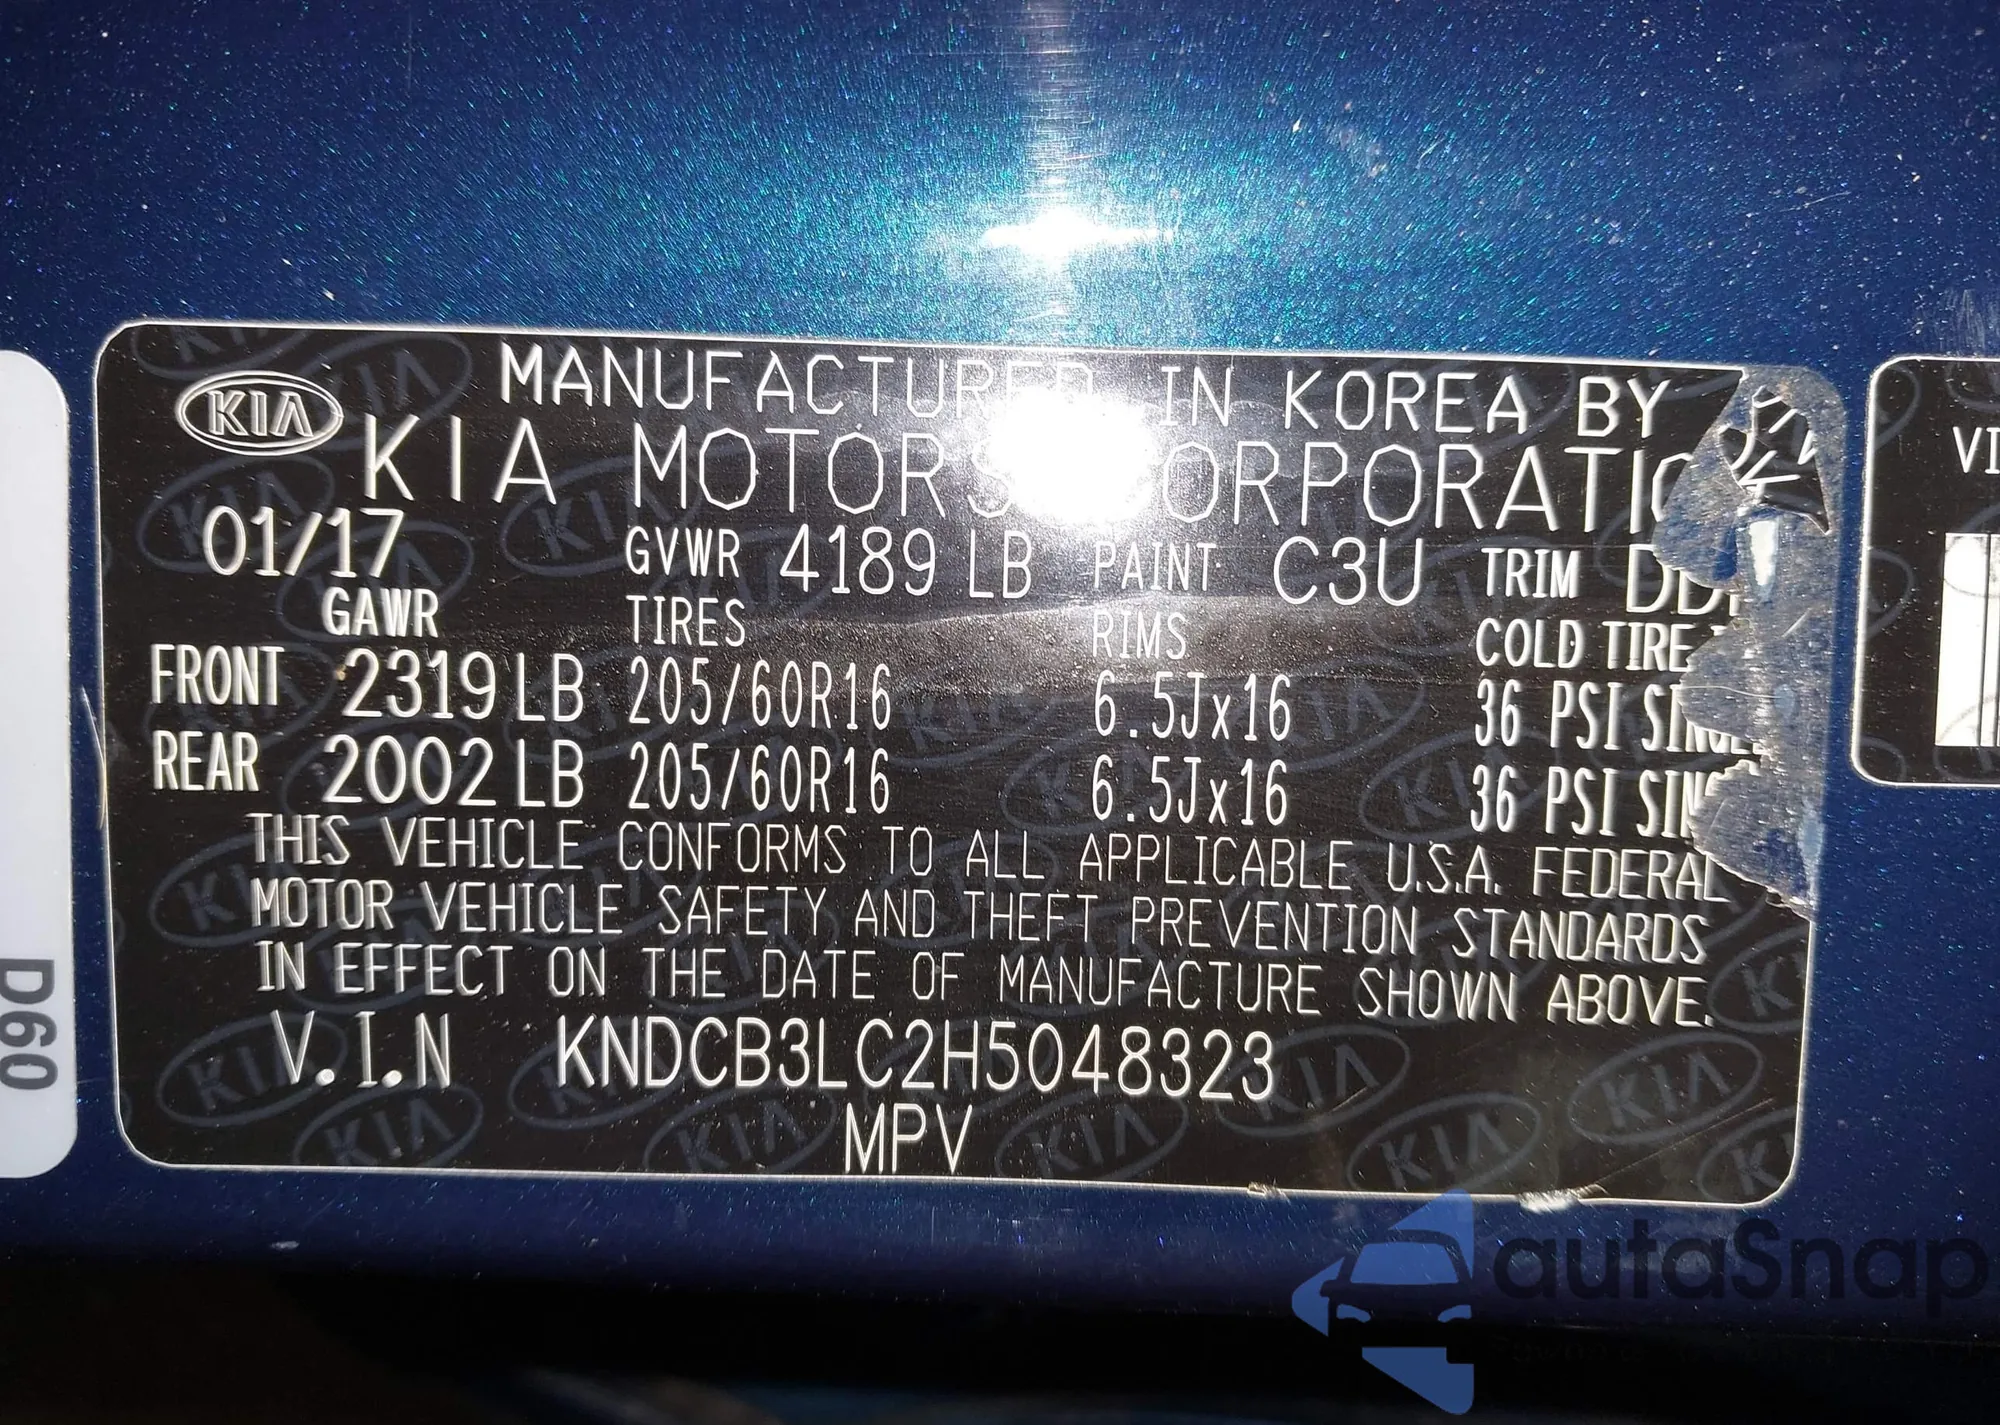 MANUFACTURED IN KOREA BY
KIA KIA MOTORS CORPORATIO
01/17 GVWR 4189 LB PAINT C3U TRIM
GAWR TIRES RIMS COLD TIRE
FRONT 2319 LB 205/60R16 6.5Jx16 36 PSI
REAR 2002 LB 205/60R16 6.5Jx16 36 PSI
THIS VEHICLE CONFORMS TO ALL APPLICABLE U.S.A. FEDERAL
MOTOR VEHICLE SAFETY AND THEFT PREVENTION STANDARDS
IN EFFECT ON THE DATE OF MANUFACTURE SHOWN ABOVE.
V.I.N KNDCB3LC2H5048323
MPV
VI
D60
autaSnap